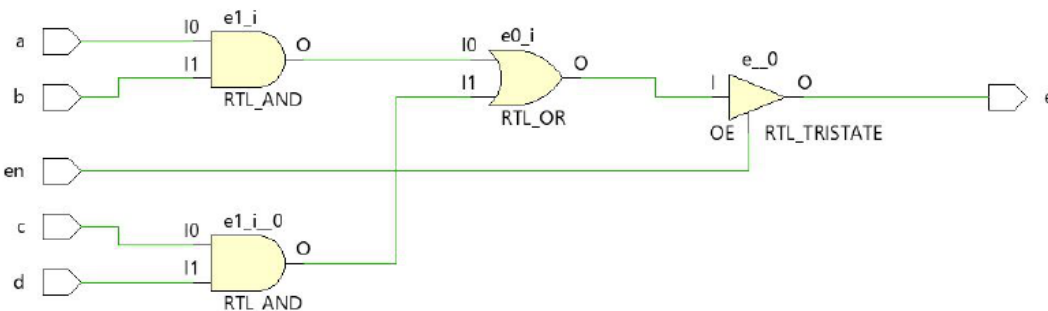 e1_i
a
I0
O
e0_i
I0
O
e__0
b
I1
RTL_AND
I1
RTL_OR
I
O
e
OE
RTL_TRISTATE
en
c
e1_i__0
I0
O
d
I1
RTL_AND